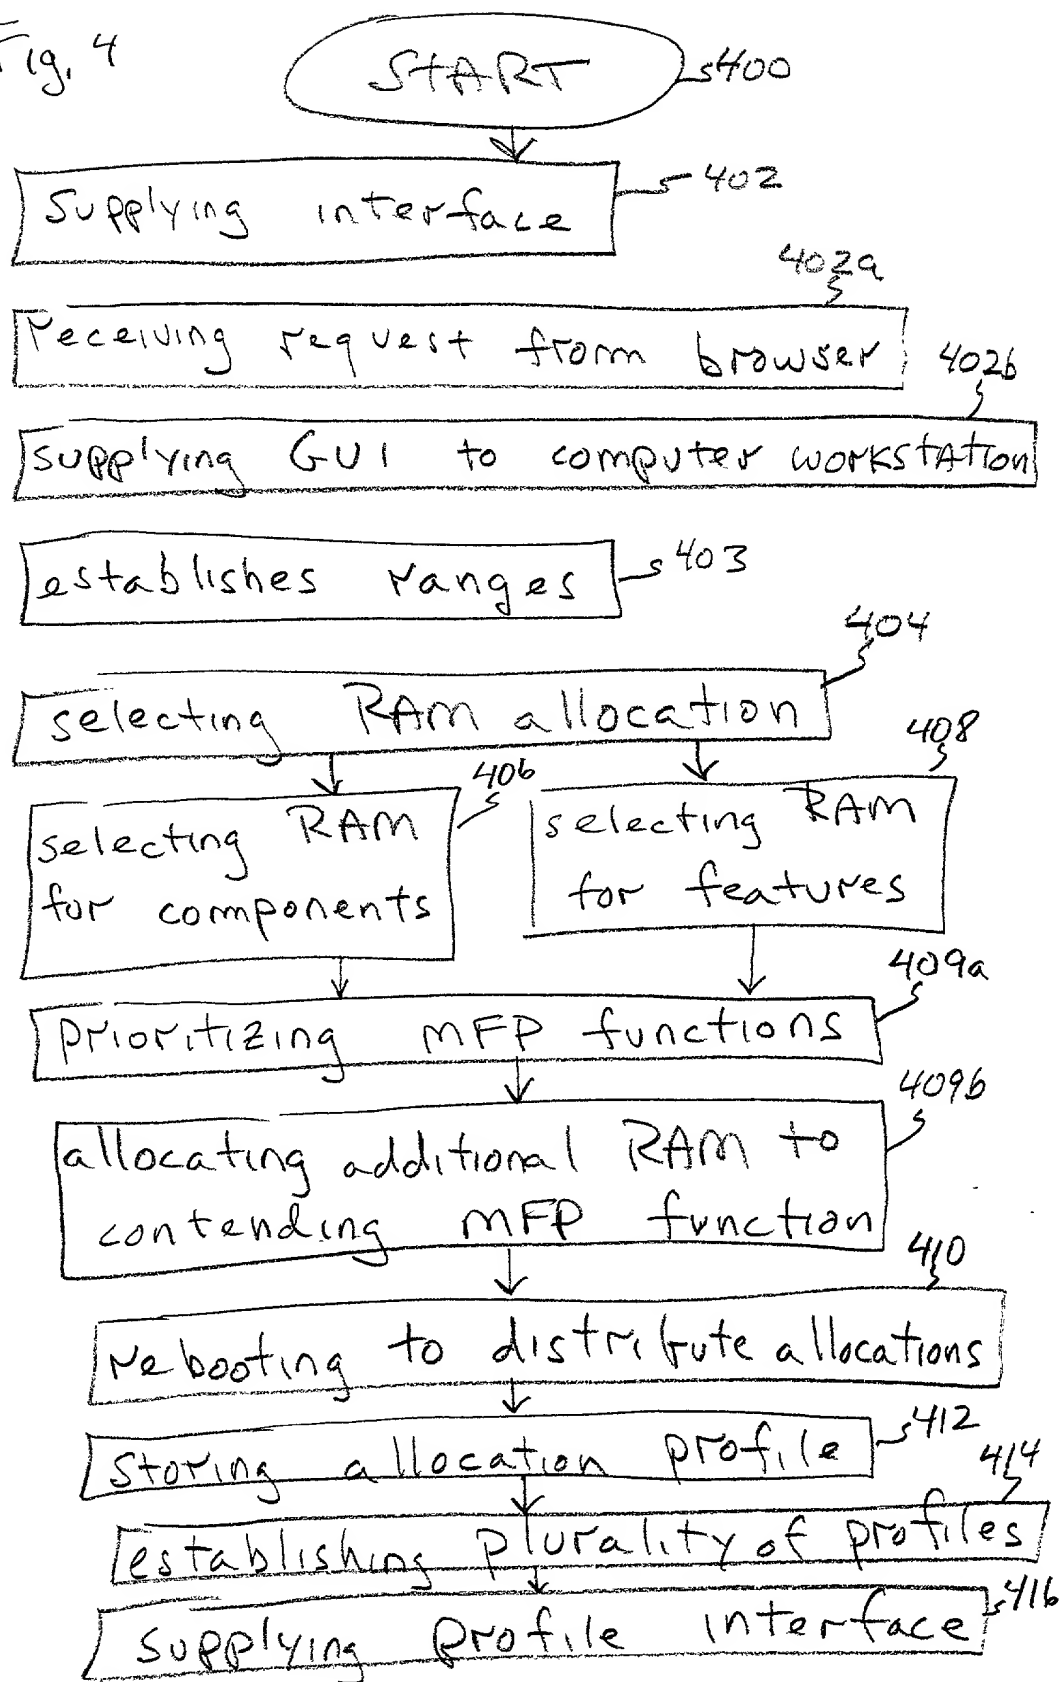 Fig. 4
START
400
supplying interface
402
402a
receiving request from browser
402b
supplying GUI to computer workstation
establishes ranges
403
404
selecting RAM allocation
408
406
selecting RAM
for components
selecting RAM
for features
409a
prioritizing MFP functions
409b
allocating additional RAM to
contending MFP function
410
rebooting to distribute allocations
412
storing allocation profile
414
establishing plurality of profiles
416
supplying profile interface